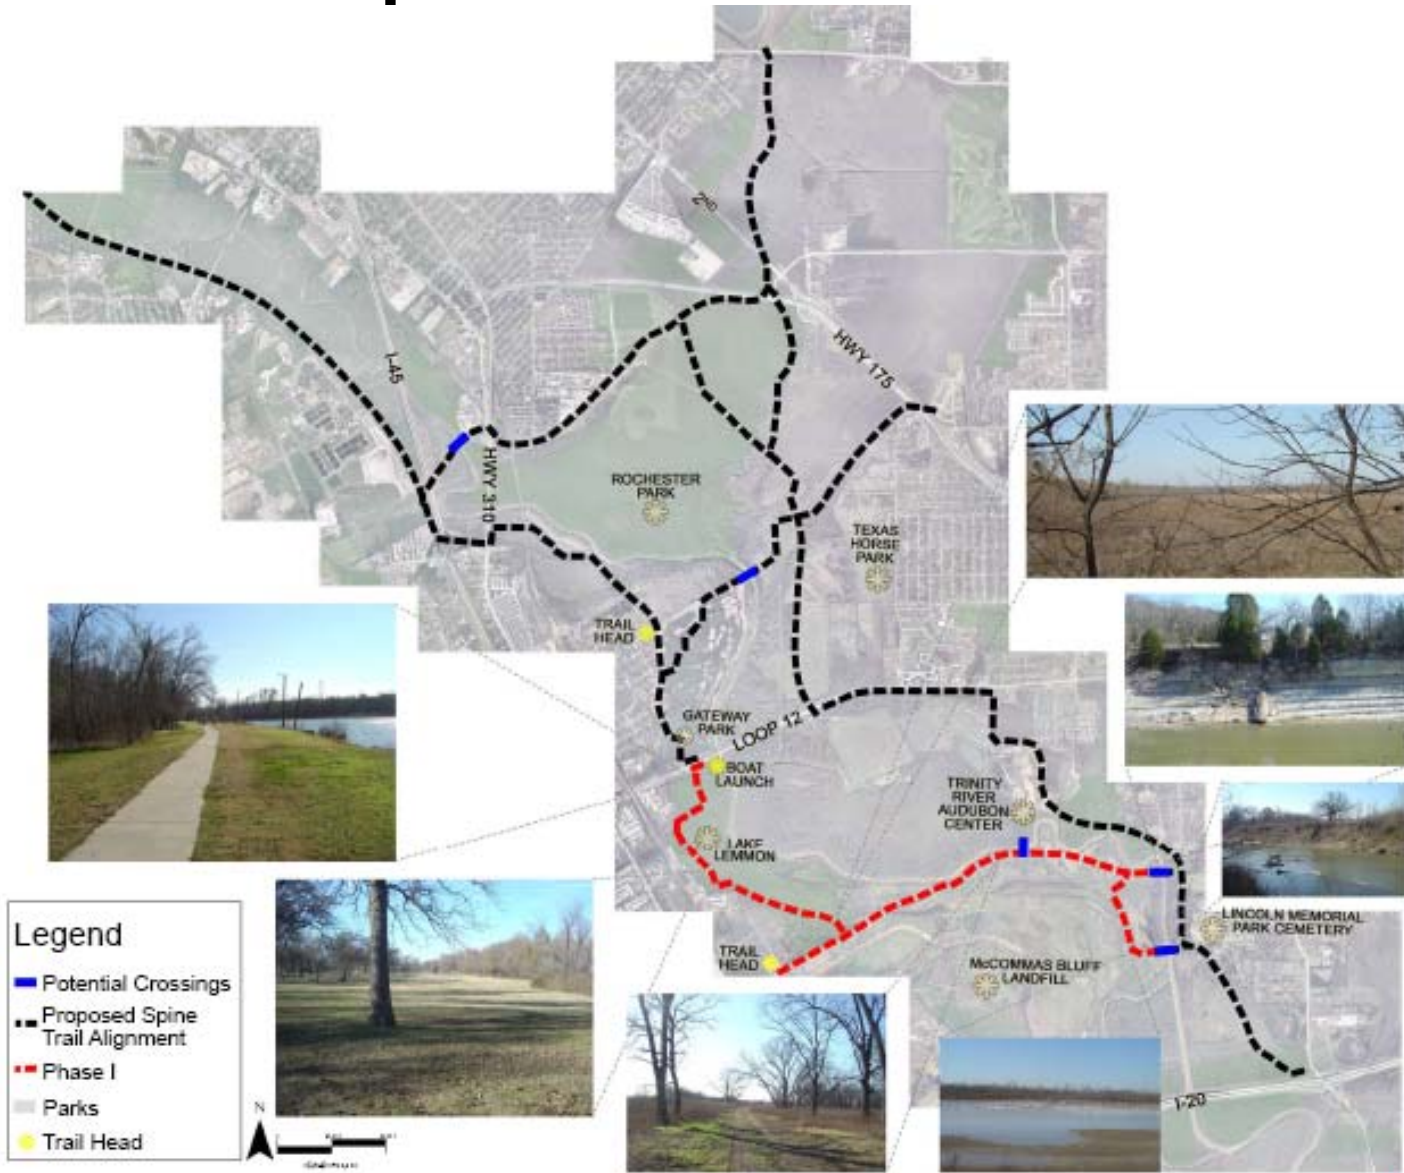 2ND
I-45
HWY 175
HWY 310
ROCHESTER
PARK
TEXAS
HORSE
PARK
TRAIL
HEAD
GATEWAY
PARK
LOOP 12
BOAT
LAUNCH
TRINITY
RIVER
AUDUBON
CENTER
LAKE
LEMMON
LINCOLN MEMORIAL
PARK CEMETERY
TRAIL
HEAD
McCOMMAS BLUFF
LANDFILL
I-20
Legend
Potential Crossings
Proposed Spine
Trail Alignment
Phase I
Parks
Trail Head
N